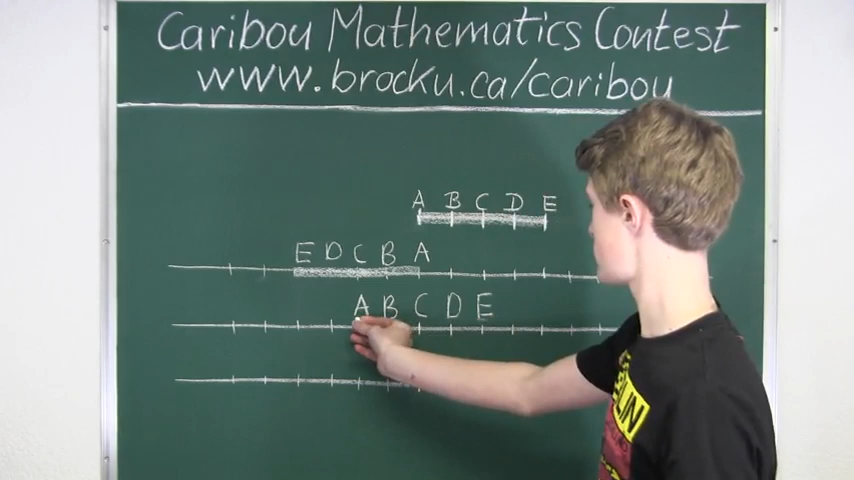 Caribou Mathematics Contest
www.brocku.ca/caribou
A B C D E
E D C B A
A B C D E